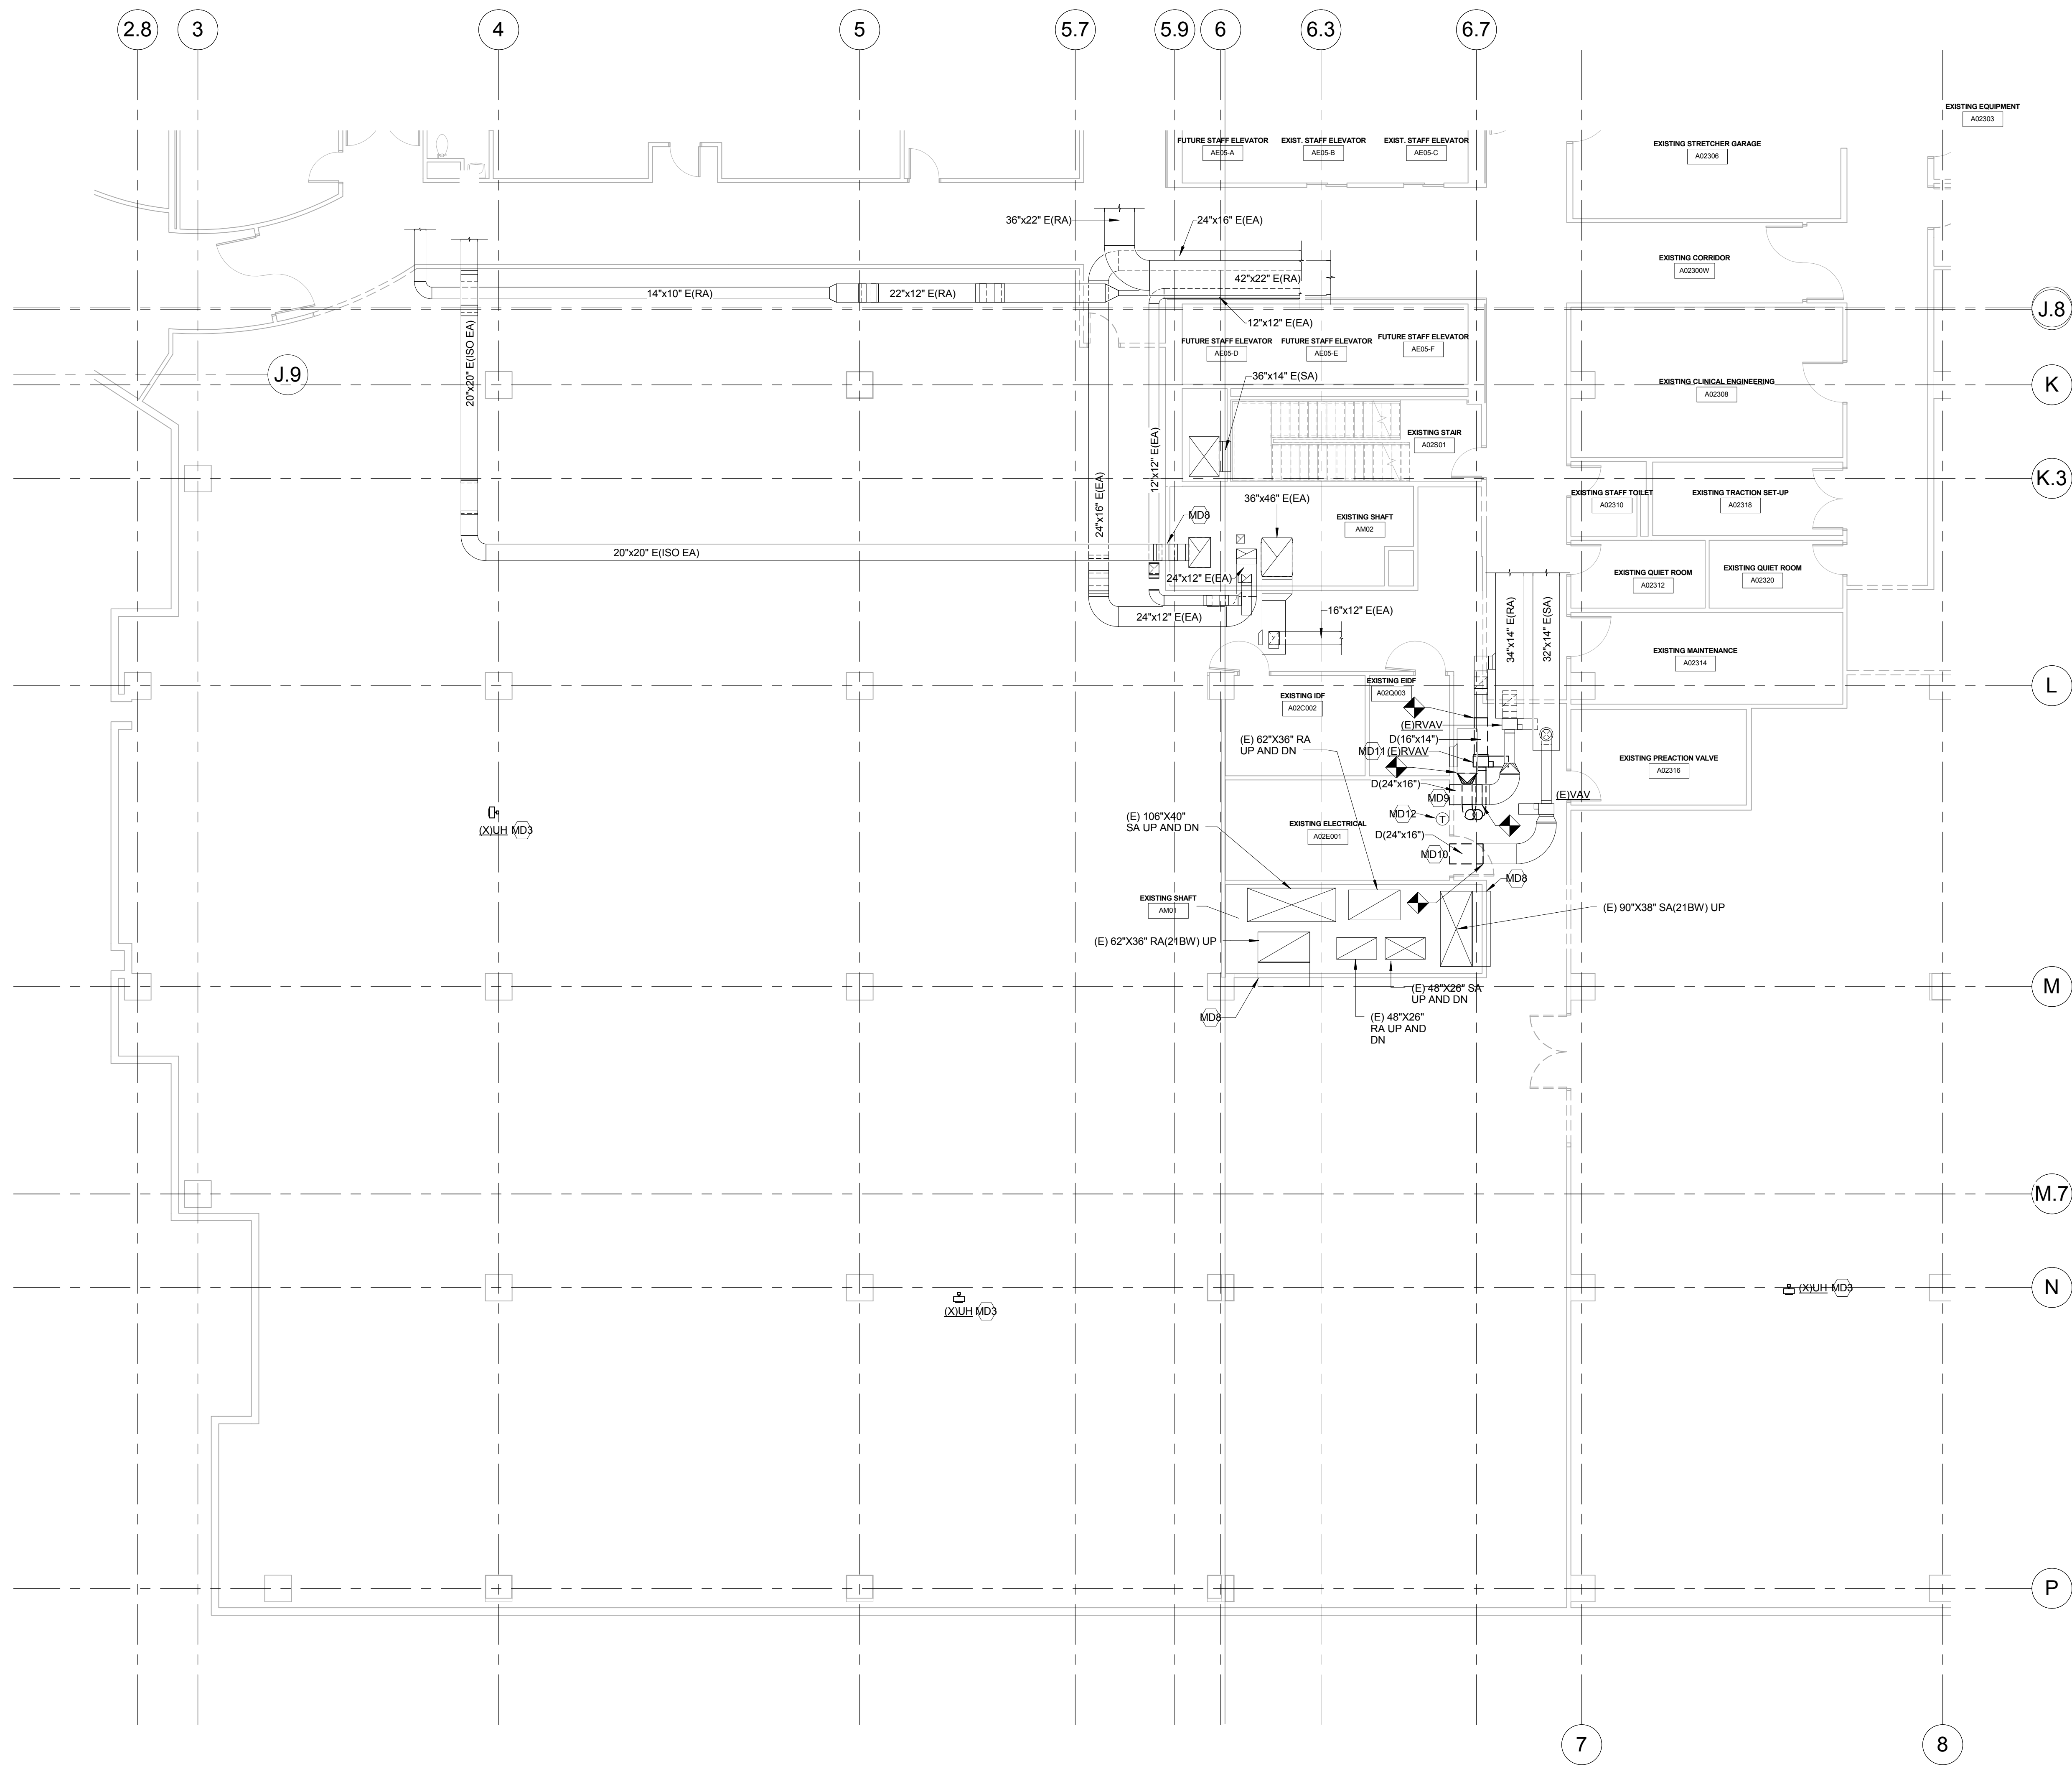 2.8
3
4
5
5.7
5.9
6
6.3
6.7
EXISTING EQUIPMENT
A02303
FUTURE STAFF ELEVATOR
AE05-A
EXIST. STAFF ELEVATOR
AE05-B
EXIST. STAFF ELEVATOR
AE05-C
EXISTING STRETCHER GARAGE
A02306
36"x22" E(RA)
24"x16" E(EA)
EXISTING CORRIDOR
A02300W
42"x22" E(RA)
14"x10" E(RA)
22"x12" E(RA)
J.8
12"x12" E(EA)
20"x20" E(ISO EA)
FUTURE STAFF ELEVATOR
AE05-D
FUTURE STAFF ELEVATOR
AE05-E
FUTURE STAFF ELEVATOR
AE05-F
J.9
36"x14" E(SA)
K
EXISTING CLINICAL ENGINEERING
A02308
EXISTING STAIR
A02S01
12"x12" E(EA)
24"x16" E(EA)
K.3
36"x46" E(EA)
EXISTING STAFF TOILET
A02310
EXISTING TRACTION SET-UP
A02318
MD8
EXISTING SHAFT
AM02
20"x20" E(ISO EA)
24"x12" E(EA)
EXISTING QUIET ROOM
A02312
EXISTING QUIET ROOM
A02320
24"x12" E(EA)
16"x12" E(EA)
34"x14" E(RA)
32"x14" E(SA)
EXISTING MAINTENANCE
A02314
L
EXISTING IDF
A02C002
EXISTING EIDF
A02Q003
(E)RVAV
(E) 62"X36" RA
UP AND DN
D(16"x14")
MD11
(E)RVAV
EXISTING PREACTION VALVE
A02316
D(24"x16")
MD9
(E)VAV
MD12
T
(E) 106"X40"
SA UP AND DN
EXISTING ELECTRICAL
A02E001
D(24"x16")
MD10
(X)UH
MD3
MD8
EXISTING SHAFT
AM01
(E) 90"X38" SA(21BW) UP
(E) 62"X36" RA(21BW) UP
(E) 48"X26" SA
UP AND DN
M
MD8
(E) 48"X26"
RA UP AND
DN
M.7
N
(X)UH
MD3
(X)UH
MD3
P
7
8